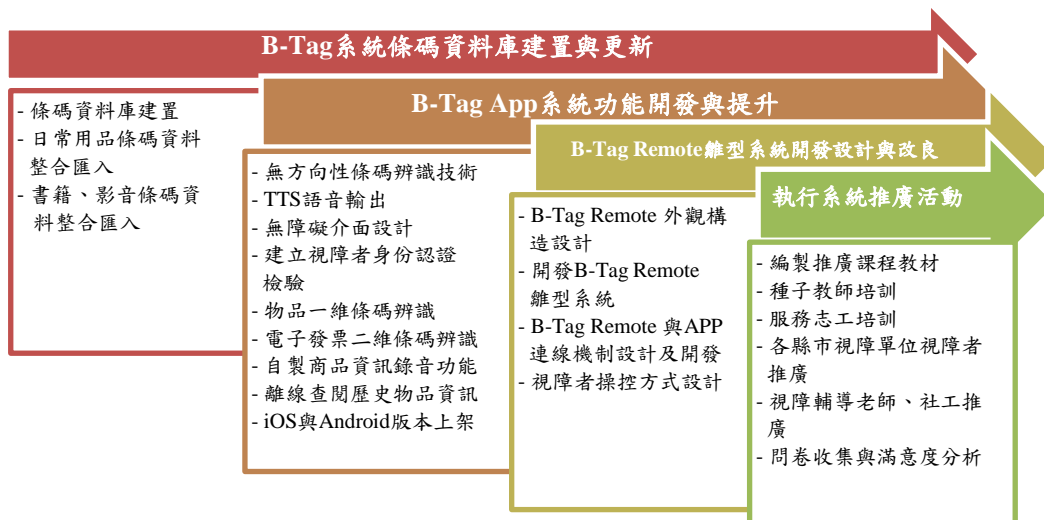 B-Tag系統條碼資料庫建置與更新
- 條碼資料庫建置
- 日常用品條碼資料
整合匯入
- 書籍、影音條碼資
料整合匯入
B-Tag App系統功能開發與提升
- 無方向性條碼辨識技術
- TTS語音輸出
- 無障礙介面設計
- 建立視障者身份認證
檢驗
- 物品一維條碼辨識
- 電子發票二維條碼辨識
- 自製商品資訊錄音功能
- 離線查閱歷史物品資訊
- iOS與Android版本上架
B-Tag Remote雛型系統開發設計與改良
- B-Tag Remote 外觀構
造設計
- 開發B-Tag Remote
雛型系統
- B-Tag Remote 與APP
連線機制設計及開發
- 視障者操控方式設計
執行系統推廣活動
- 編製推廣課程教材
- 種子教師培訓
- 服務志工培訓
- 各縣市視障單位視障者
推廣
- 視障輔導老師、社工推
廣
- 問卷收集與滿意度分析